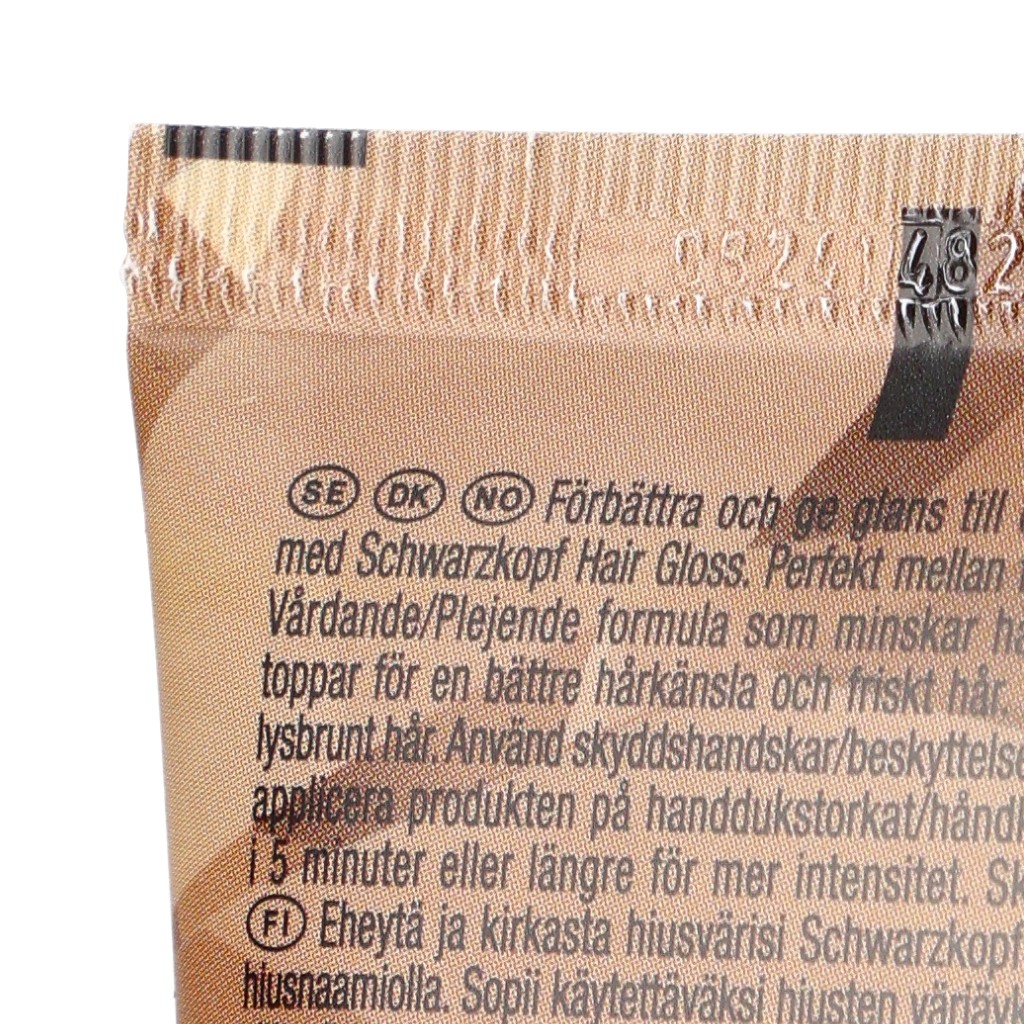 09241482
SE DK NO Förbättra och ge glans till
med Schwarzkopf Hair Gloss. Perfekt mellan
Vårdande/Plejende formula som minskar
toppar för en bättre hårkänsla och friskt hår.
lysbrunt hår. Använd skyddshandskar/beskyttelse
applicera produkten på handdukstorkat/hånd
i 5 minuter eller längre för mer intensitet.
FI Eheytä ja kirkasta hiusvärisi Schwarzkopf
hiusnaamiolla. Sopii käytettäväksi hiusten